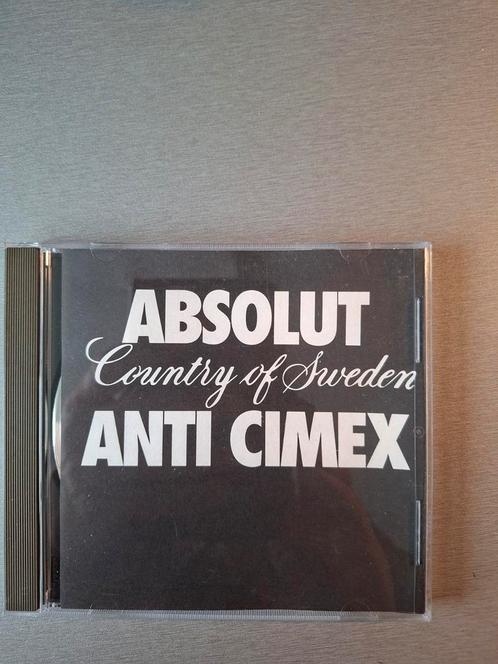 ABSOLUT
Country of Sweden
ANTI CIMEX